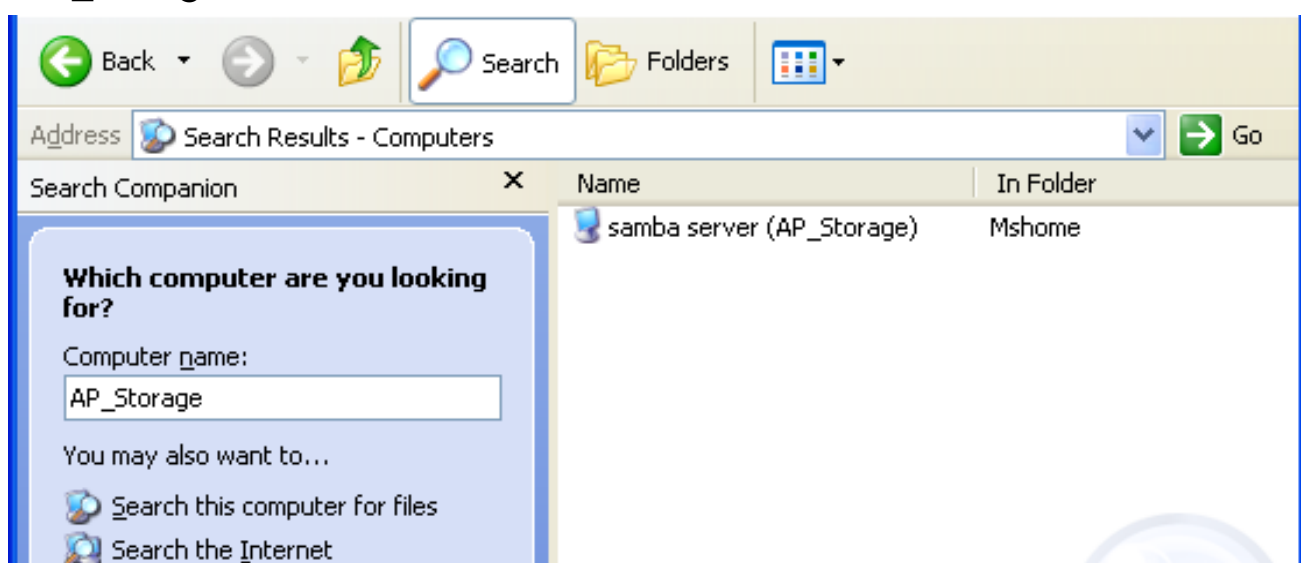 Back Search Folders
Address Search Results - Computers Go
Search Companion
Name In Folder
samba server (AP_Storage) Mshome
Which computer are you looking
for?
Computer name:
AP_Storage
You may also want to...
Search this computer for files
Search the Internet